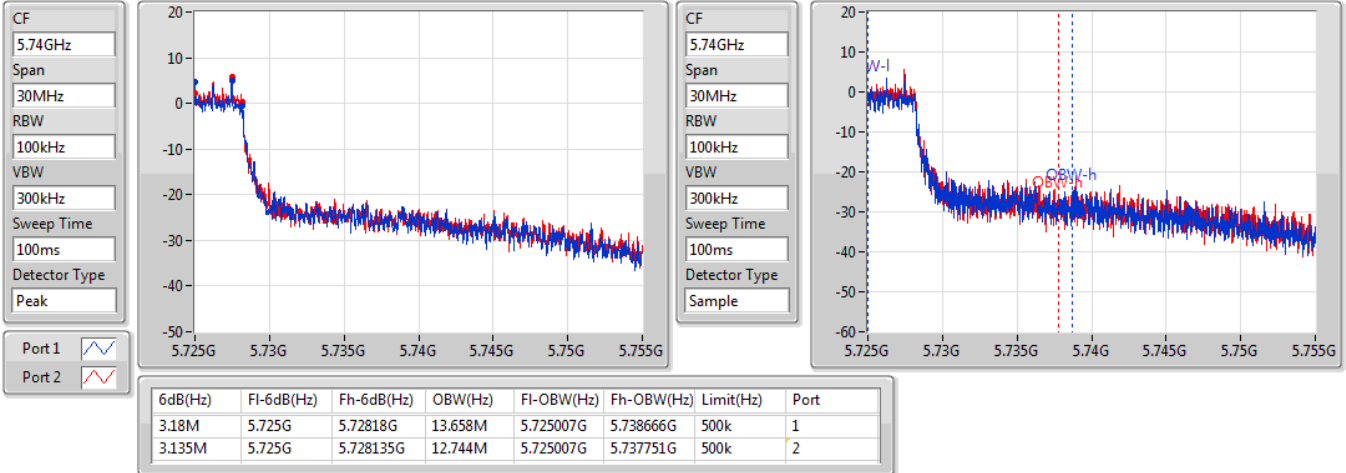 CF
5.74GHz
Span
30MHz
RBW
100kHz
VBW
300kHz
Sweep Time
100ms
Detector Type
Peak
Port 1
Port 2
20
10
0
-10
-20
-30
-40
-50
5.725G 5.73G 5.735G 5.74G 5.745G 5.75G 5.755G
CF
5.74GHz
Span
30MHz
RBW
100kHz
VBW
300kHz
Sweep Time
100ms
Detector Type
Sample
20
10
0
-10
-20
-30
-40
-50
-60
W-l
OBW-h
OBW-h
5.725G 5.73G 5.735G 5.74G 5.745G 5.75G 5.755G
6dB(Hz) Fl-6dB(Hz) Fh-6dB(Hz) OBW(Hz) Fl-OBW(Hz) Fh-OBW(Hz) Limit(Hz) Port
3.18M 5.725G 5.72818G 13.658M 5.725007G 5.738666G 500k 1
3.135M 5.725G 5.728135G 12.744M 5.725007G 5.737751G 500k 2